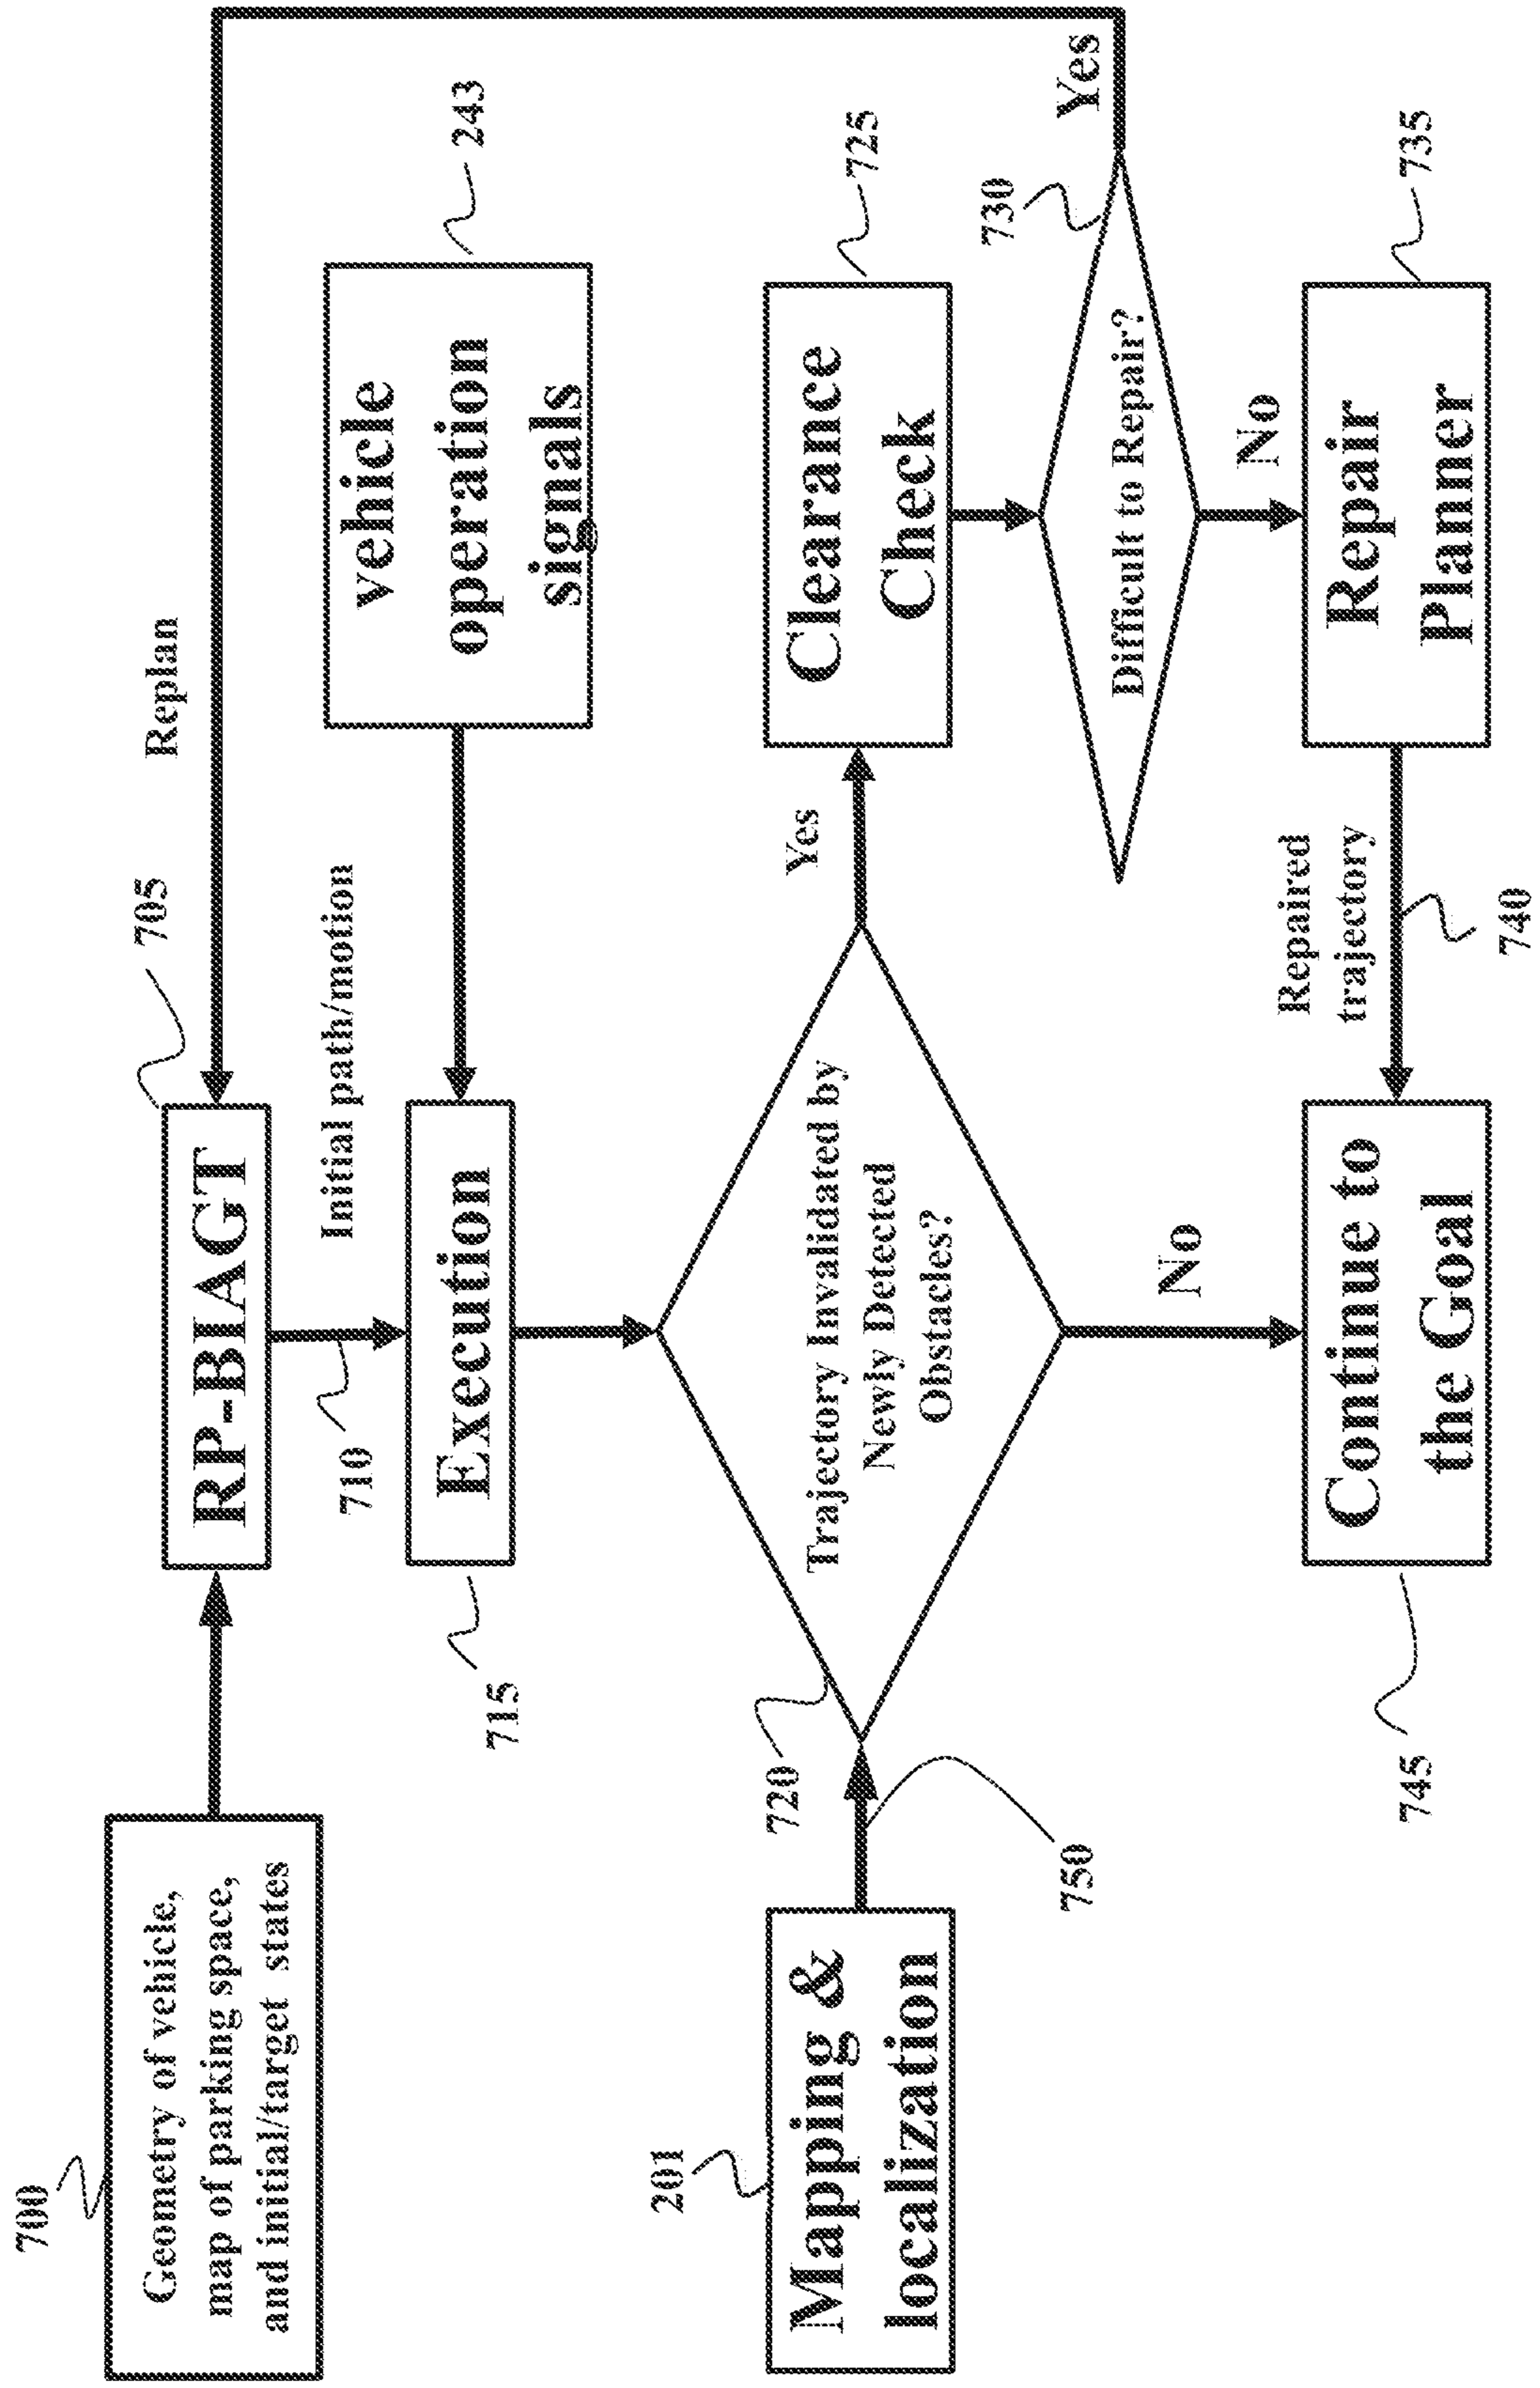 700
Geometry of vehicle,
map of parking space,
and initial/target states
RP-BIAGT
705
Replan
710
Initial path/motion
Execution
715
vehicle
operation
signals
243
201
Mapping &
localization
750
720
Trajectory Invalidated by
Newly Detected
Obstacles?
Yes
Clearance
Check
725
730
Difficult to Repair?
Yes
No
No
745
Continue to
the Goal
Repaired
trajectory
740
Repair
Planner
735